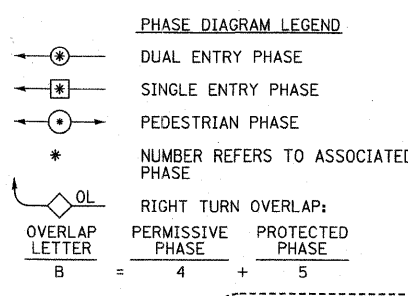 PHASE DIAGRAM LEGEND
* DUAL ENTRY PHASE
* SINGLE ENTRY PHASE
* PEDESTRIAN PHASE
* NUMBER REFERS TO ASSOCIATED
PHASE
OL RIGHT TURN OVERLAP:
OVERLAP PERMISSIVE PROTECTED
LETTER PHASE PHASE
B = 4 + 5